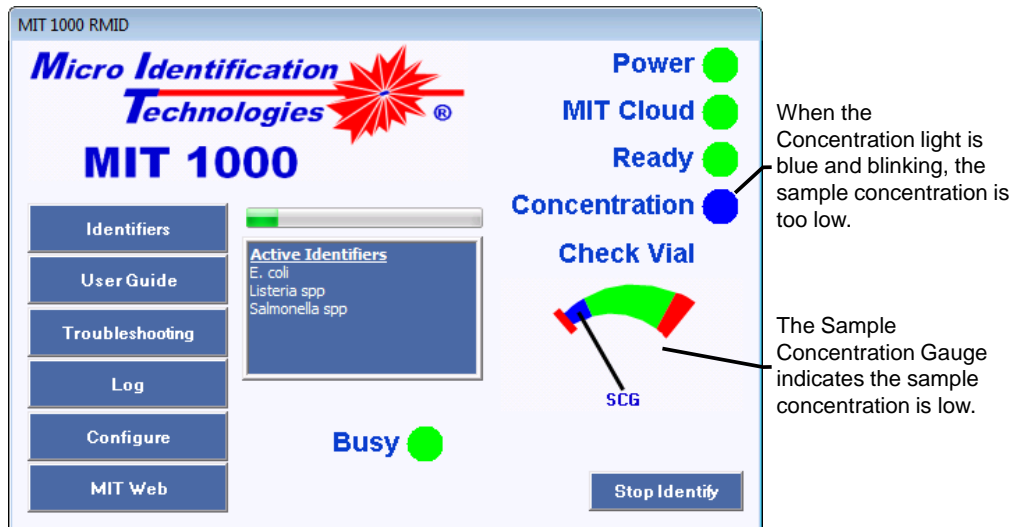 MIT 1000 RMID
Micro Identification
Technologies ®
MIT 1000
Power
MIT Cloud
Ready
Concentration
Check Vial
SCG
Identifiers
User Guide
Troubleshooting
Log
Configure
MIT Web
Active Identifiers
E. coli
Listeria spp
Salmonella spp
Busy
Stop Identify
When the
Concentration light is
blue and blinking, the
sample concentration is
too low.
The Sample
Concentration Gauge
indicates the sample
concentration is low.